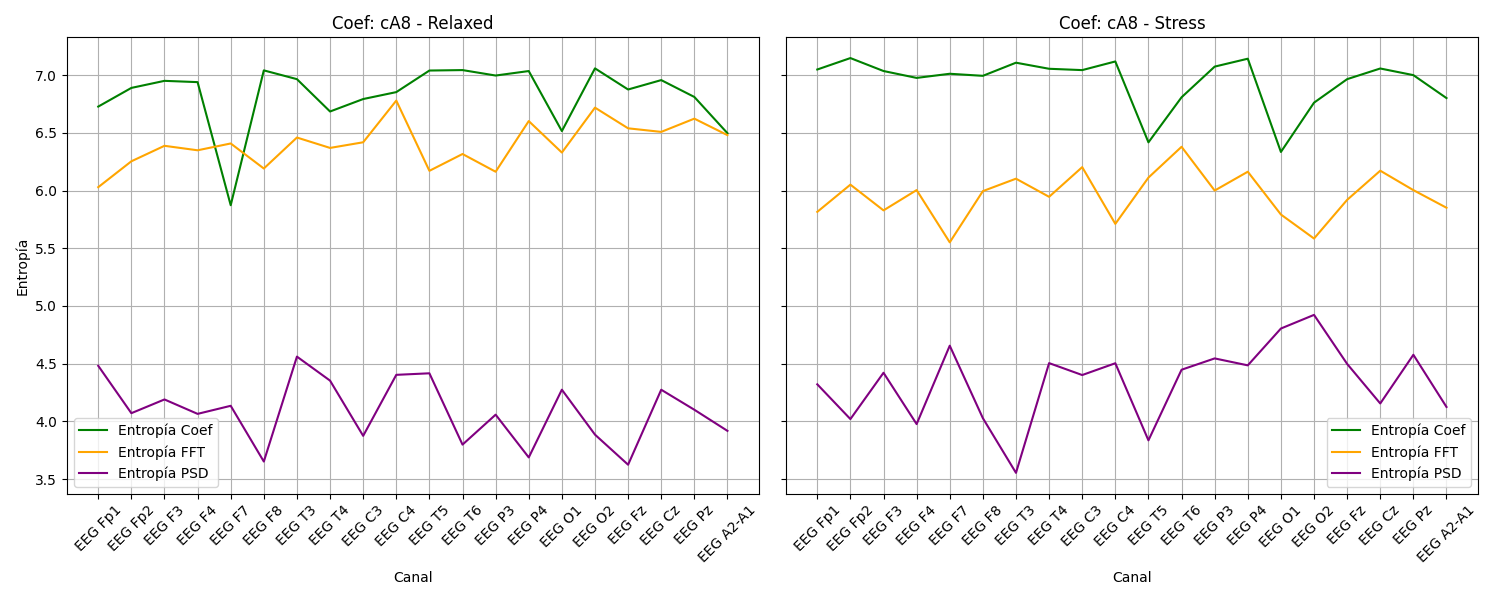 Coef: cA8 - Relaxed
Entropía
7.0
6.5
6.0
5.5
5.0
4.5
4.0
3.5
Entropía Coef
Entropía FFT
Entropía PSD
EEG Fp1
EEG Fp2
EEG F3
EEG F4
EEG F7
EEG F8
EEG T3
EEG T4
EEG C3
EEG C4
EEG T5
EEG T6
EEG P3
EEG P4
EEG O1
EEG O2
EEG Fz
EEG Cz
EEG Pz
EEG A2-A1
Canal
Coef: cA8 - Stress
Entropía Coef
Entropía FFT
Entropía PSD
EEG Fp1
EEG Fp2
EEG F3
EEG F4
EEG F7
EEG F8
EEG T3
EEG T4
EEG C3
EEG C4
EEG T5
EEG T6
EEG P3
EEG P4
EEG O1
EEG O2
EEG Fz
EEG Cz
EEG Pz
EEG A2-A1
Canal